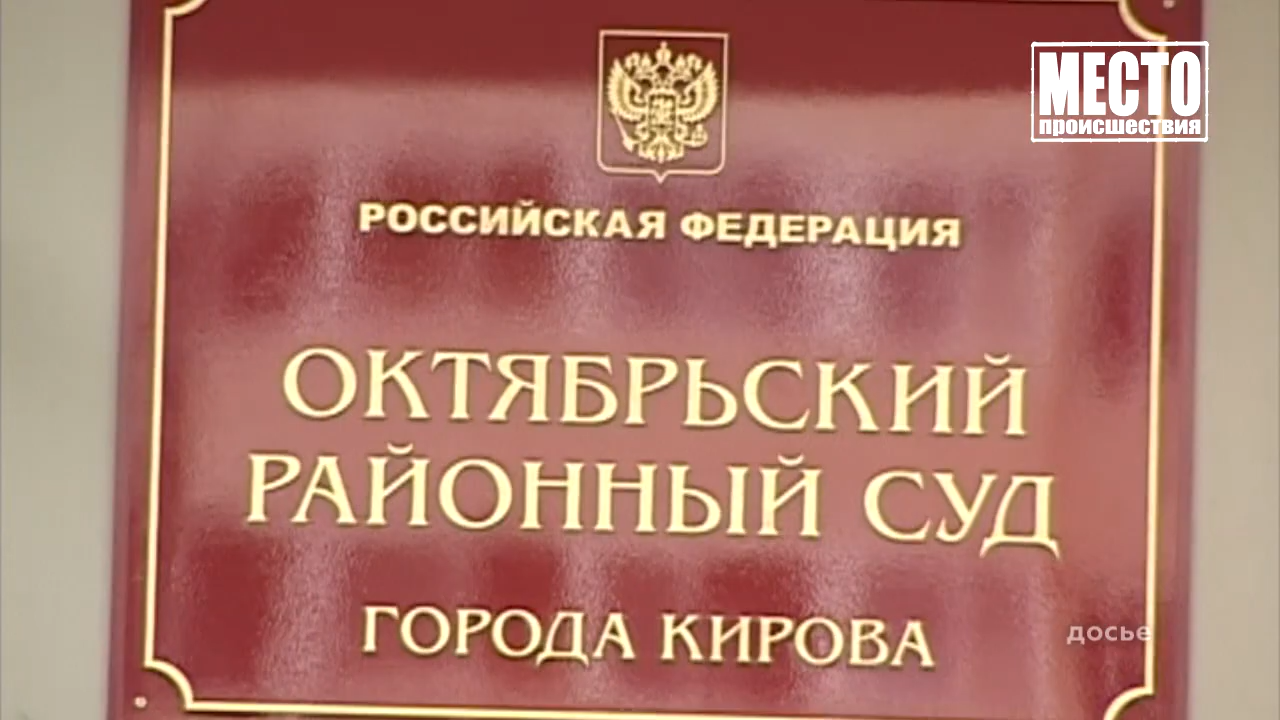 МЕСТО
ПРОИСШЕСТВИЯ
РОССИЙСКАЯ ФЕДЕРАЦИЯ
ОКТЯБРЬСКИЙ
РАЙОННЫЙ СУД
ГОРОДА КИРОВА
досье